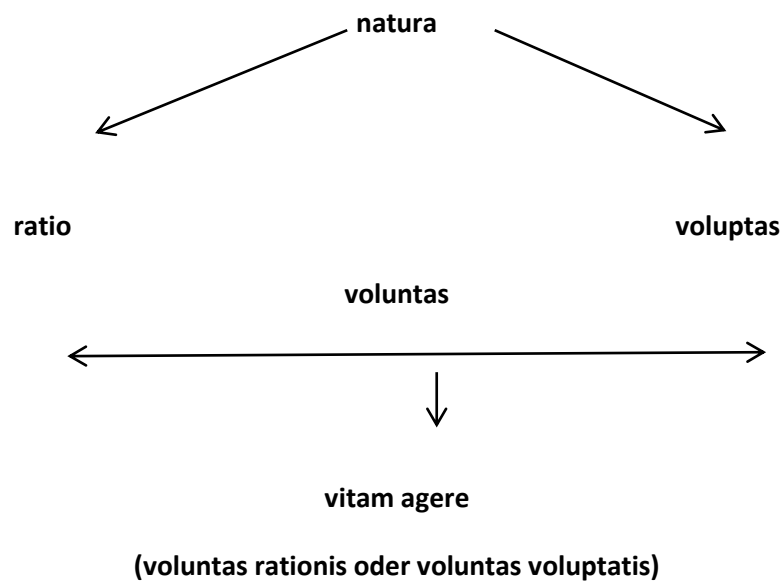 natura
ratio voluptas
voluntas
vitam agere
(voluntas rationis oder voluntas voluptatis)